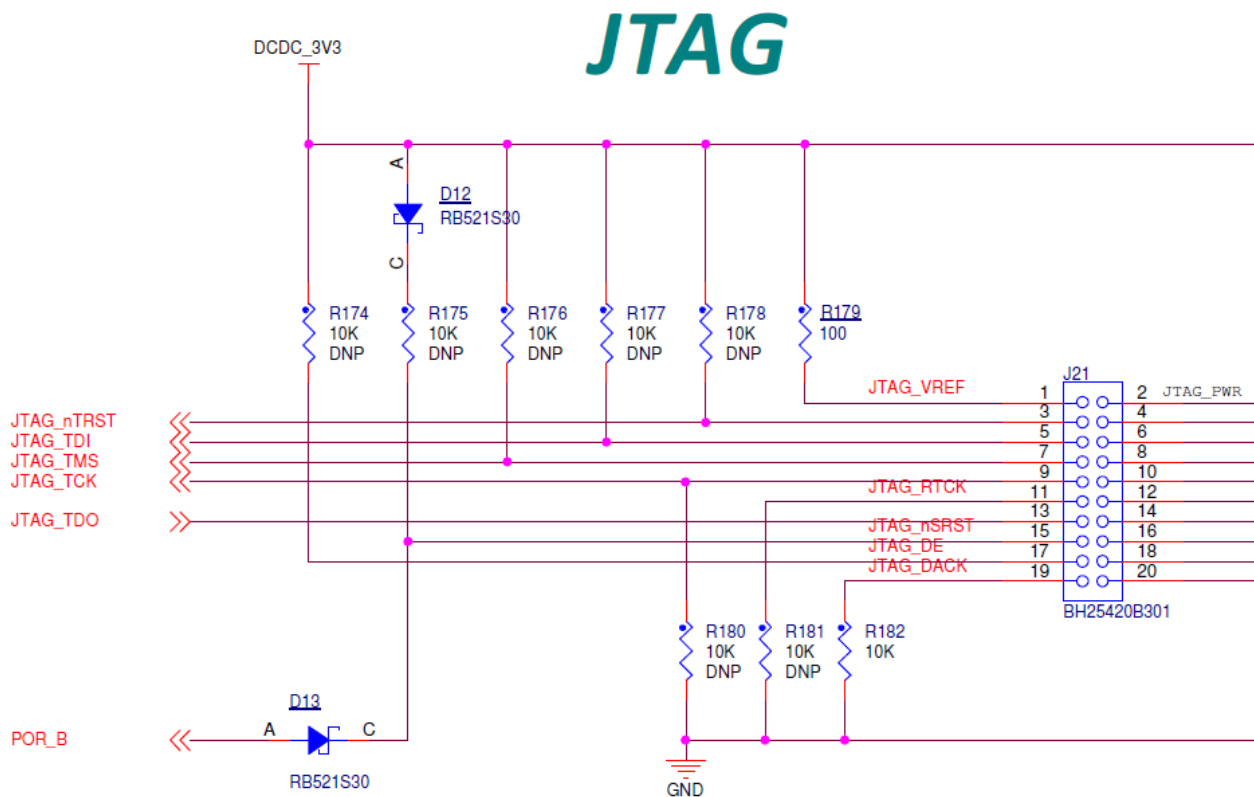 JTAG
DCDC_3V3
A
D12
RB521S30
C
R174
10K
DNP
R175
10K
DNP
R176
10K
DNP
R177
10K
DNP
R178
10K
DNP
R179
100
J21
JTAG_VREF
1
2
JTAG_PWR
JTAG_nTRST
3
4
JTAG_TDI
5
6
JTAG_TMS
7
8
JTAG_TCK
9
10
JTAG_RTCK
11
12
JTAG_TDO
13
14
JTAG_nSRST
15
16
JTAG_DE
17
18
JTAG_DACK
19
20
BH25420B301
R180
10K
DNP
R181
10K
DNP
R182
10K
D13
POR_B
A
C
RB521S30
GND